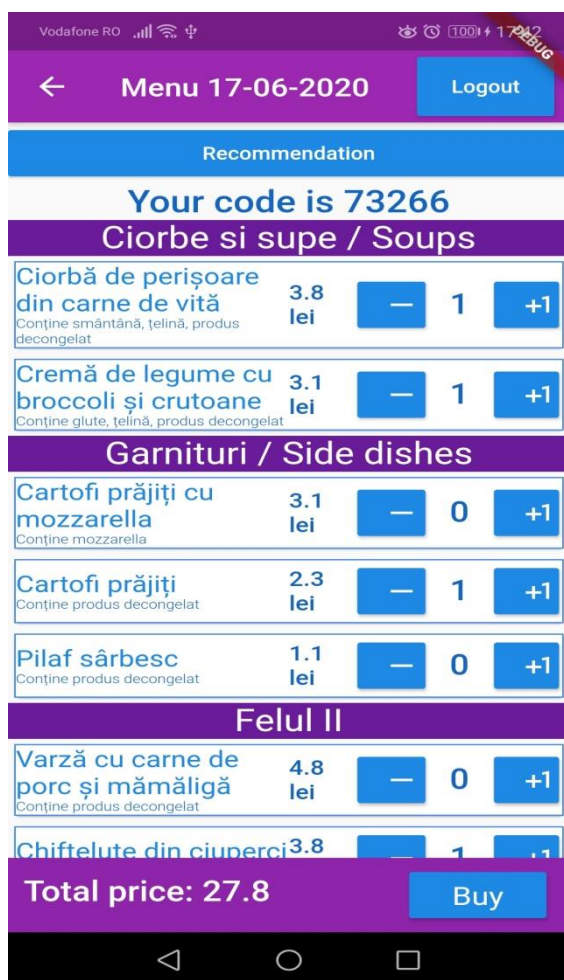 Vodafone RO
100
17:42
DEBUG
Menu 17-06-2020
Logout
Recommendation
Your code is 73266
Ciorbe si supe / Soups
Ciorbă de perișoare
din carne de vită
Conține smântână, țelină, produs
decongelat
3.8
lei
—
1
+1
Cremă de legume cu
broccoli și crutoane
Conține glute, țelină, produs decongelat
3.1
lei
—
1
+1
Garnituri / Side dishes
Cartofi prăjiți cu
mozzarella
Conține mozzarella
3.1
lei
—
0
+1
Cartofi prăjiți
Conține produs decongelat
2.3
lei
—
1
+1
Pilaf sârbesc
Conține produs decongelat
1.1
lei
—
0
+1
Felul II
Varză cu carne de
porc și mămăligă
Conține produs decongelat
4.8
lei
—
0
+1
Chiftelute din ciuperci
3.8
—
1
+1
Total price: 27.8
Buy